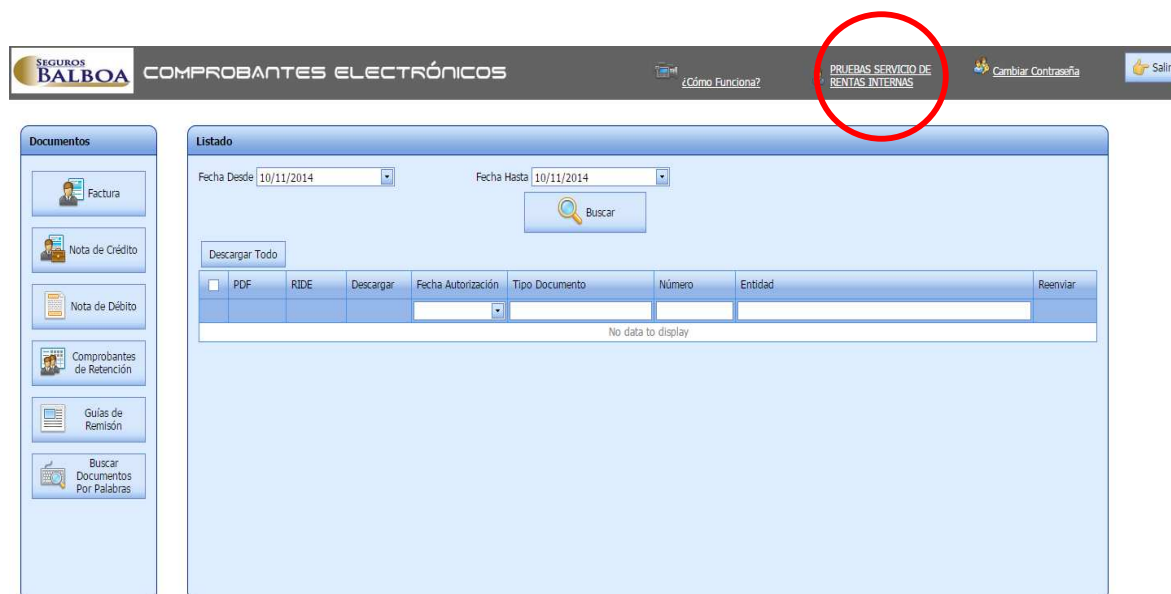 SEGUROS
BALBOA
COMPROBANTES ELECTRÓNICOS
¿Cómo Funciona?
PRUEBAS SERVICIO DE
RENTAS INTERNAS
Cambiar Contraseña
Salir
Documentos
Factura
Nota de Crédito
Nota de Débito
Comprobantes
de Retención
Guías de
Remisón
Buscar
Documentos
Por Palabras
Listado
Fecha Desde 10/11/2014
Fecha Hasta 10/11/2014
Buscar
Descargar Todo
PDF RIDE Descargar Fecha Autorización Tipo Documento Número Entidad Reenviar
No data to display